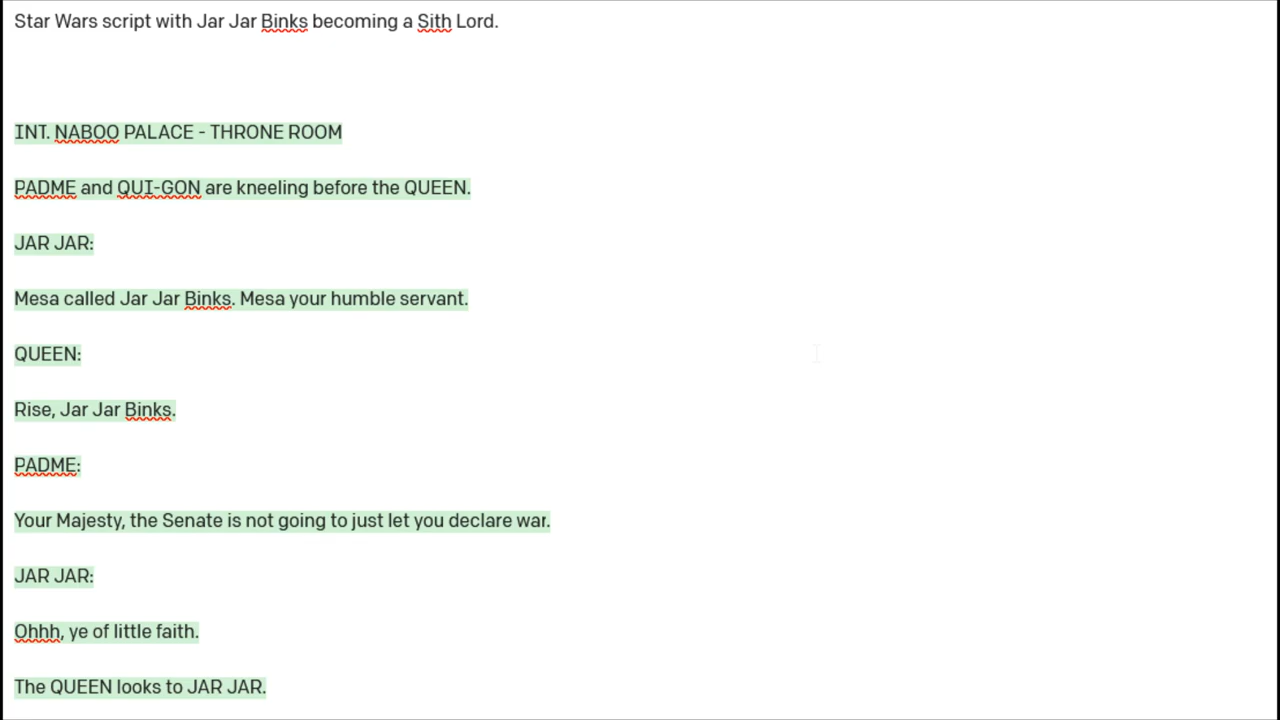 Star Wars script with Jar Jar Binks becoming a Sith Lord.
INT. NABOO PALACE - THRONE ROOM
PADME and QUI-GON are kneeling before the QUEEN.
JAR JAR:
Mesa called Jar Jar Binks. Mesa your humble servant.
QUEEN:
Rise, Jar Jar Binks.
PADME:
Your Majesty, the Senate is not going to just let you declare war.
JAR JAR:
Ohhh, ye of little faith.
The QUEEN looks to JAR JAR.